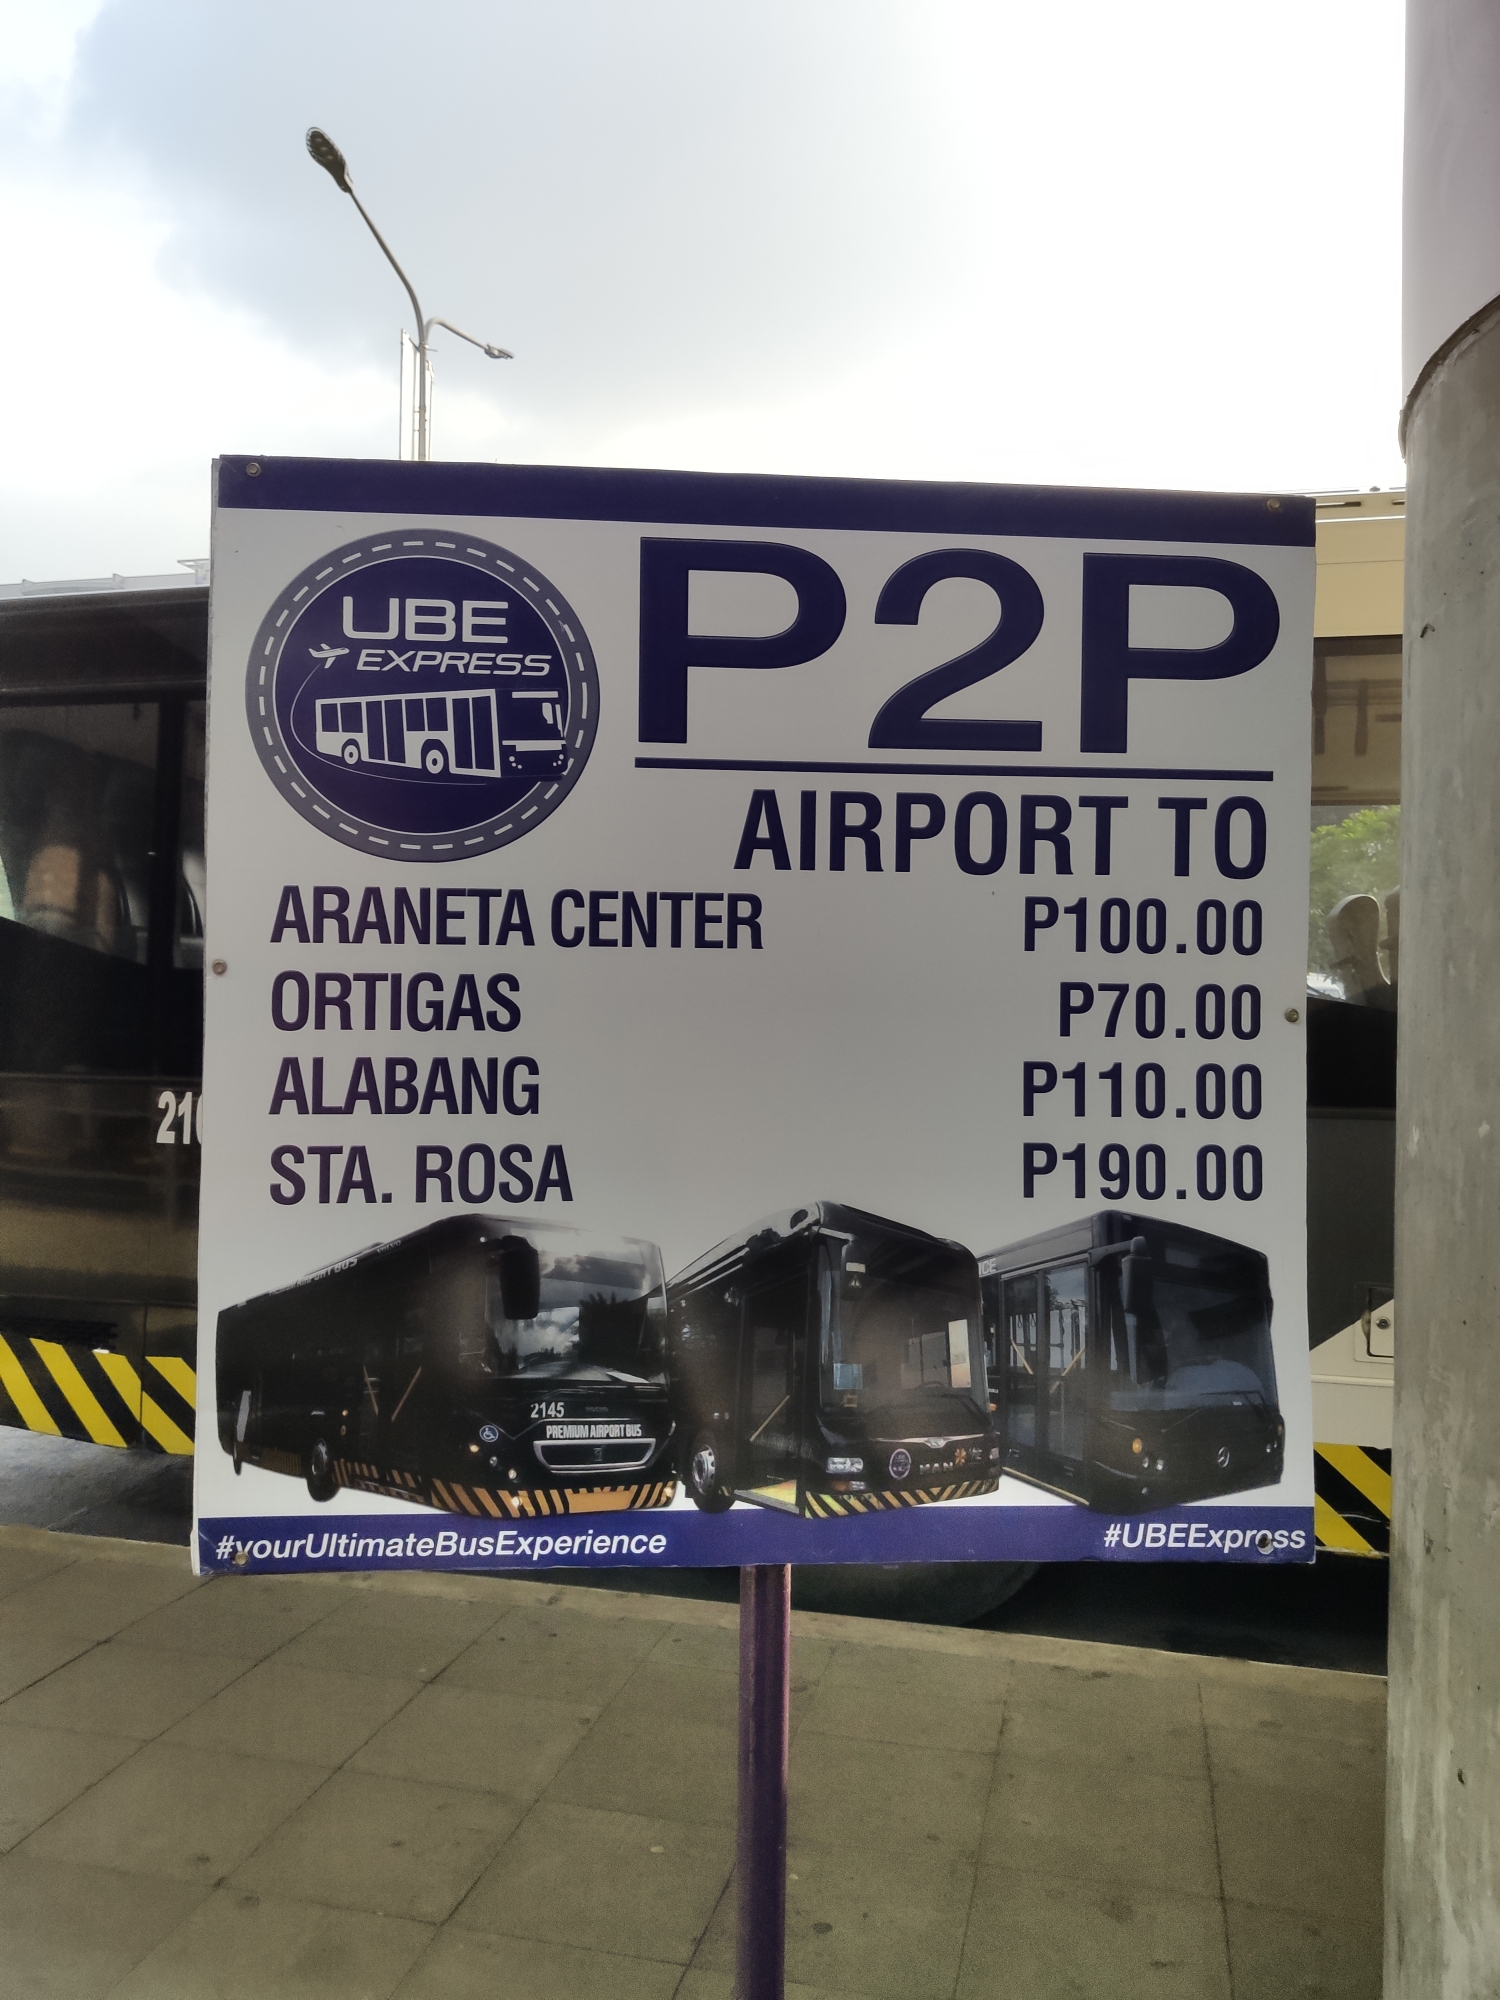 UBE
EXPRESS
P2P
AIRPORT TO
ARANETA CENTER P100.00
ORTIGAS P70.00
ALABANG P110.00
STA. ROSA P190.00
2145
PREMIUM AIRPORT BUS
MAN
#yourUltimateBusExperience
#UBEExpress